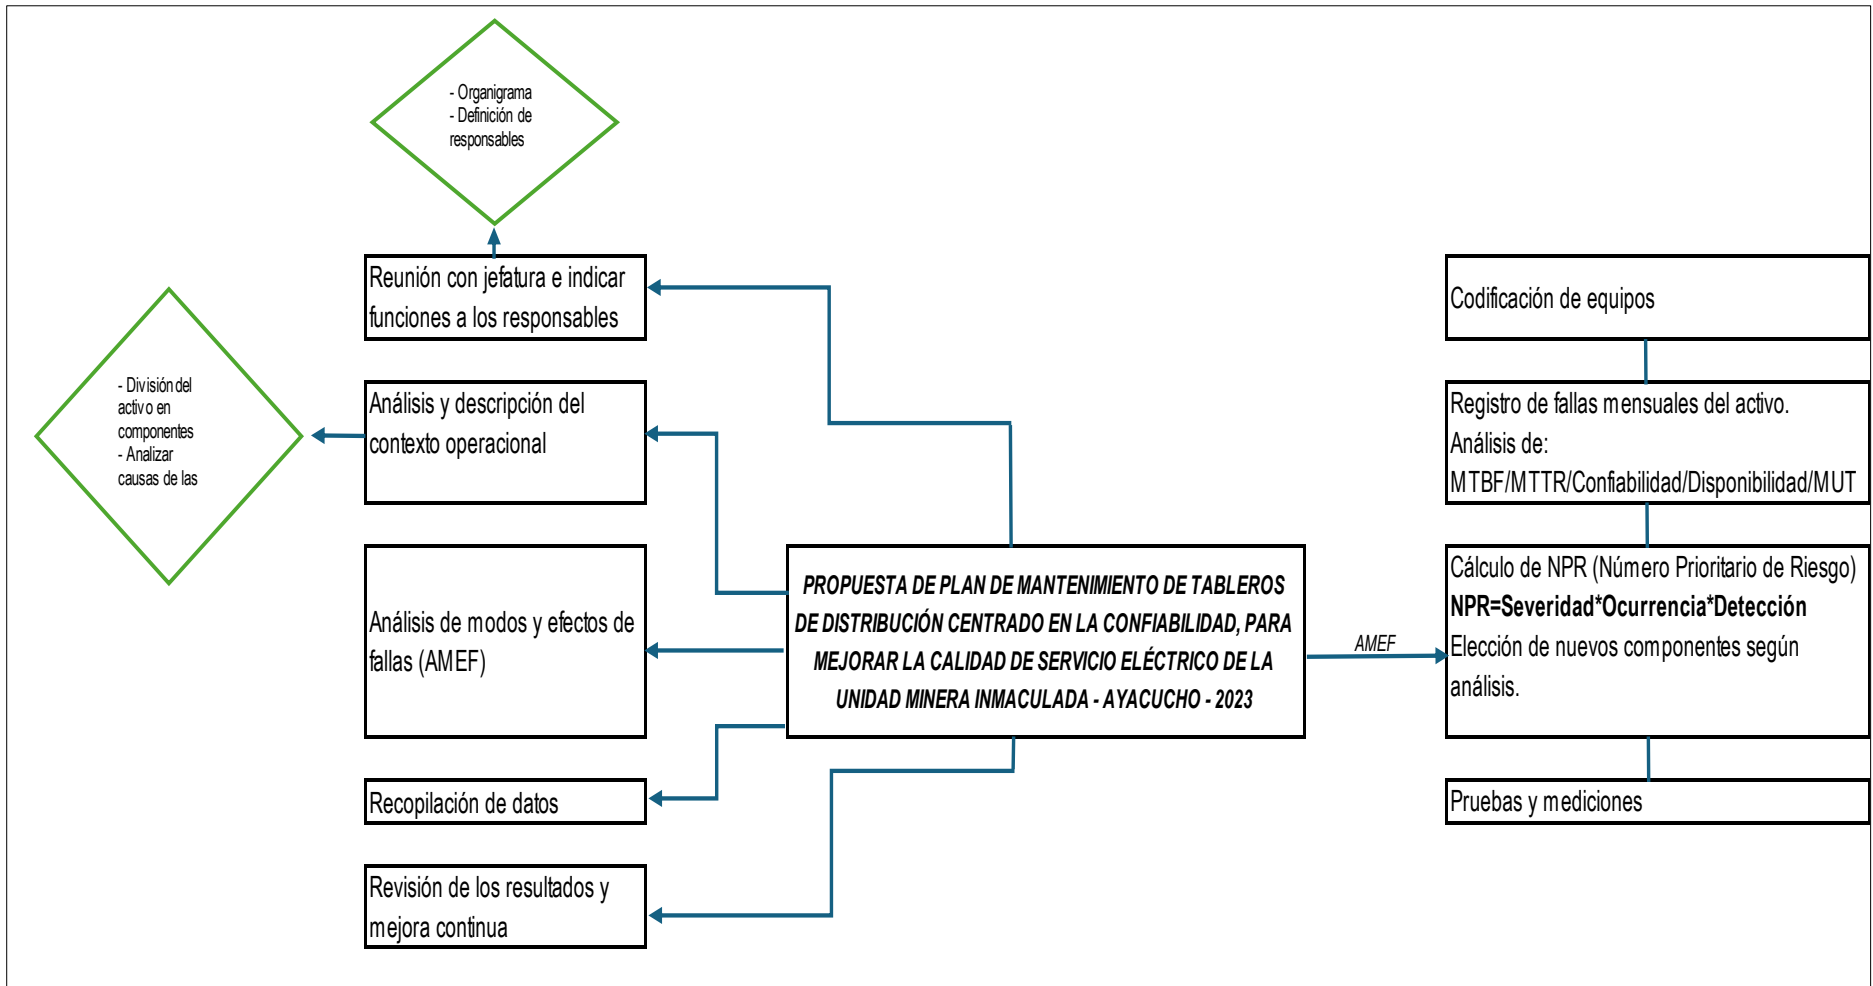 - Organigrama
- Definición de
responsables
Reunión con jefatura e indicar
funciones a los responsables
- División del
activo en
componentes
- Analizar
causas de las
Análisis y descripción del
contexto operacional
Análisis de modos y efectos de
fallas (AMEF)
Recopilación de datos
Revisión de los resultados y
mejora continua
PROPUESTA DE PLAN DE MANTENIMIENTO DE TABLEROS
DE DISTRIBUCIÓN CENTRADO EN LA CONFIABILIDAD, PARA
MEJORAR LA CALIDAD DE SERVICIO ELÉCTRICO DE LA
UNIDAD MINERA INMACULADA - AYACUCHO - 2023
AMEF
Codificación de equipos
Registro de fallas mensuales del activo.
Análisis de:
MTBF/MTTR/Confiabilidad/Disponibilidad/MUT
Cálculo de NPR (Número Prioritario de Riesgo)
NPR=Severidad*Ocurrencia*Detección
Elección de nuevos componentes según
análisis.
Pruebas y mediciones